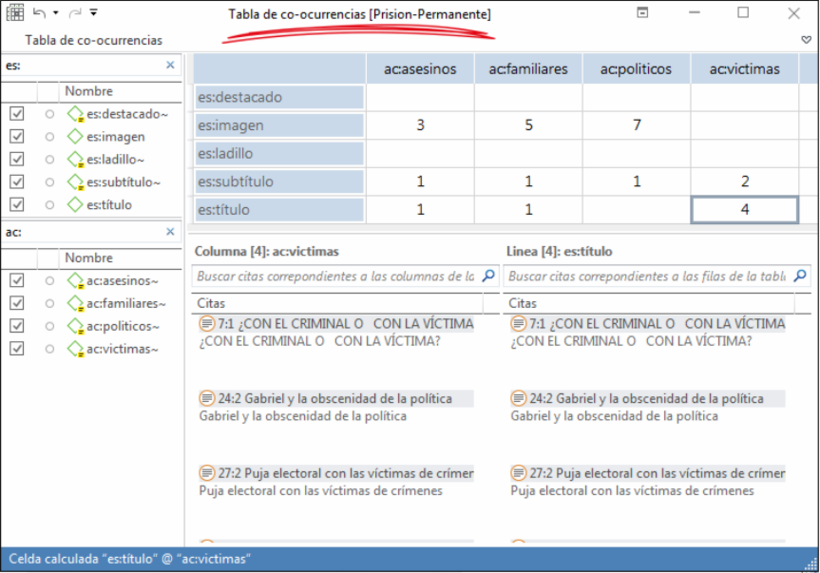 Tabla de co-ocurrencias [Prision-Permanente]
Tabla de co-ocurrencias
es:
Nombre
es:destacado~
es:imagen
es:ladillo~
es:subtítulo~
es:título
ac:
Nombre
ac:asesinos~
ac:familiares~
ac:politicos~
ac:victimas~
ac:asesinos ac:familiares ac:politicos ac:victimas
es:destacado
es:imagen 3 5 7
es:ladillo
es:subtítulo 1 1 1 2
es:título 1 1 4
Columna [4]: ac:victimas
Buscar citas correpondientes a las columnas de la
Citas
7:1 ¿CON EL CRIMINAL O CON LA VÍCTIMA
¿CON EL CRIMINAL O CON LA VÍCTIMA?
24:2 Gabriel y la obscenidad de la política
Gabriel y la obscenidad de la política
27:2 Puja electoral con las víctimas de crímen
Puja electoral con las víctimas de crímenes
Linea [4]: es:título
Buscar citas correpondientes a las filas de la tabl
Citas
7:1 ¿CON EL CRIMINAL O CON LA VÍCTIMA
¿CON EL CRIMINAL O CON LA VÍCTIMA?
24:2 Gabriel y la obscenidad de la política
Gabriel y la obscenidad de la política
27:2 Puja electoral con las víctimas de crímer
Puja electoral con las víctimas de crímenes
Celda calculada "es:título" @ "ac:victimas"